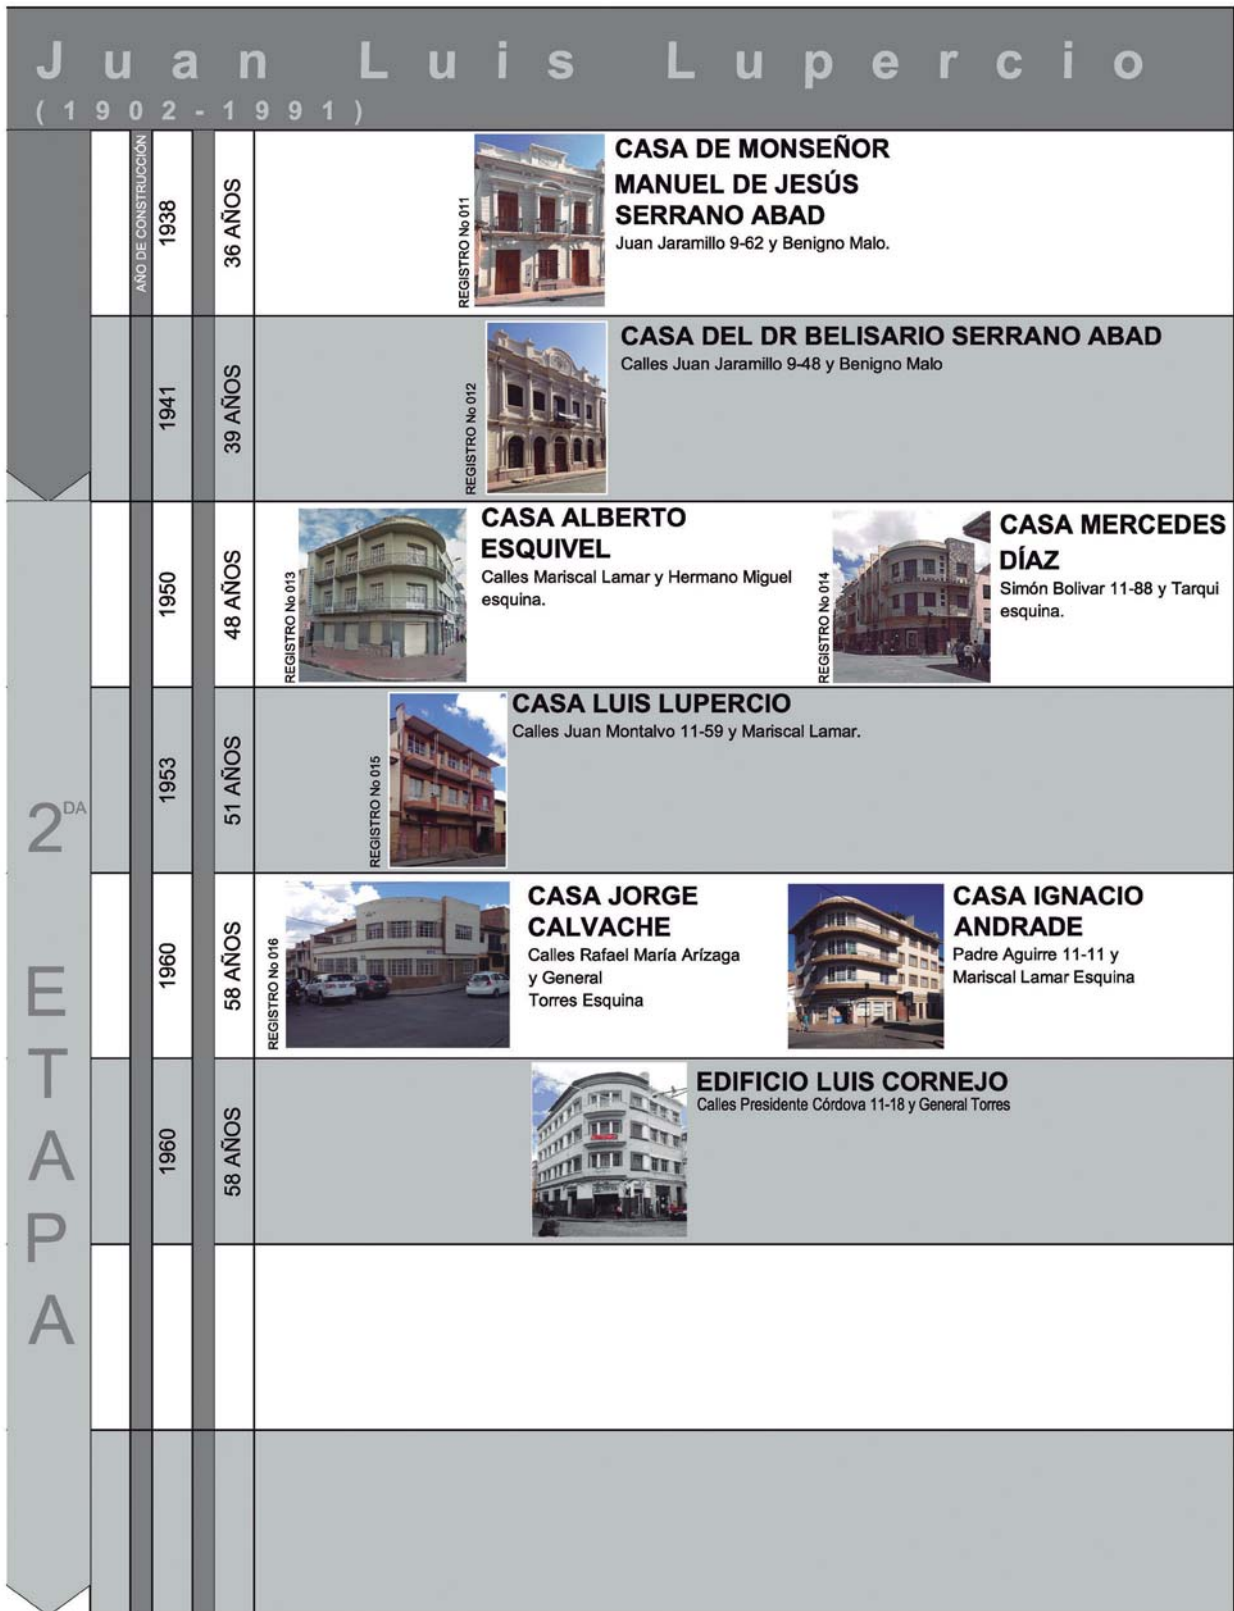 Juan Luis Lupercio
(1902-1991)
AÑO DE CONSTRUCCIÓN
1938
36 AÑOS
REGISTRO No 011
CASA DE MONSEÑOR
MANUEL DE JESÚS
SERRANO ABAD
Juan Jaramillo 9-62 y Benigno Malo.
1941
39 AÑOS
REGISTRO No 012
CASA DEL DR BELISARIO SERRANO ABAD
Calles Juan Jaramillo 9-48 y Benigno Malo
2DA ETAPA
1950
48 AÑOS
REGISTRO No 013
CASA ALBERTO
ESQUIVEL
Calles Mariscal Lamar y Hermano Miguel
esquina.
REGISTRO No 014
CASA MERCEDES
DÍAZ
Simón Bolivar 11-88 y Tarqui
esquina.
1953
51 AÑOS
REGISTRO No 015
CASA LUIS LUPERCIO
Calles Juan Montalvo 11-59 y Mariscal Lamar.
1960
58 AÑOS
REGISTRO No 016
CASA JORGE
CALVACHE
Calles Rafael María Arízaga
y General
Torres Esquina
CASA IGNACIO
ANDRADE
Padre Aguirre 11-11 y
Mariscal Lamar Esquina
1960
58 AÑOS
EDIFICIO LUIS CORNEJO
Calles Presidente Córdova 11-18 y General Torres